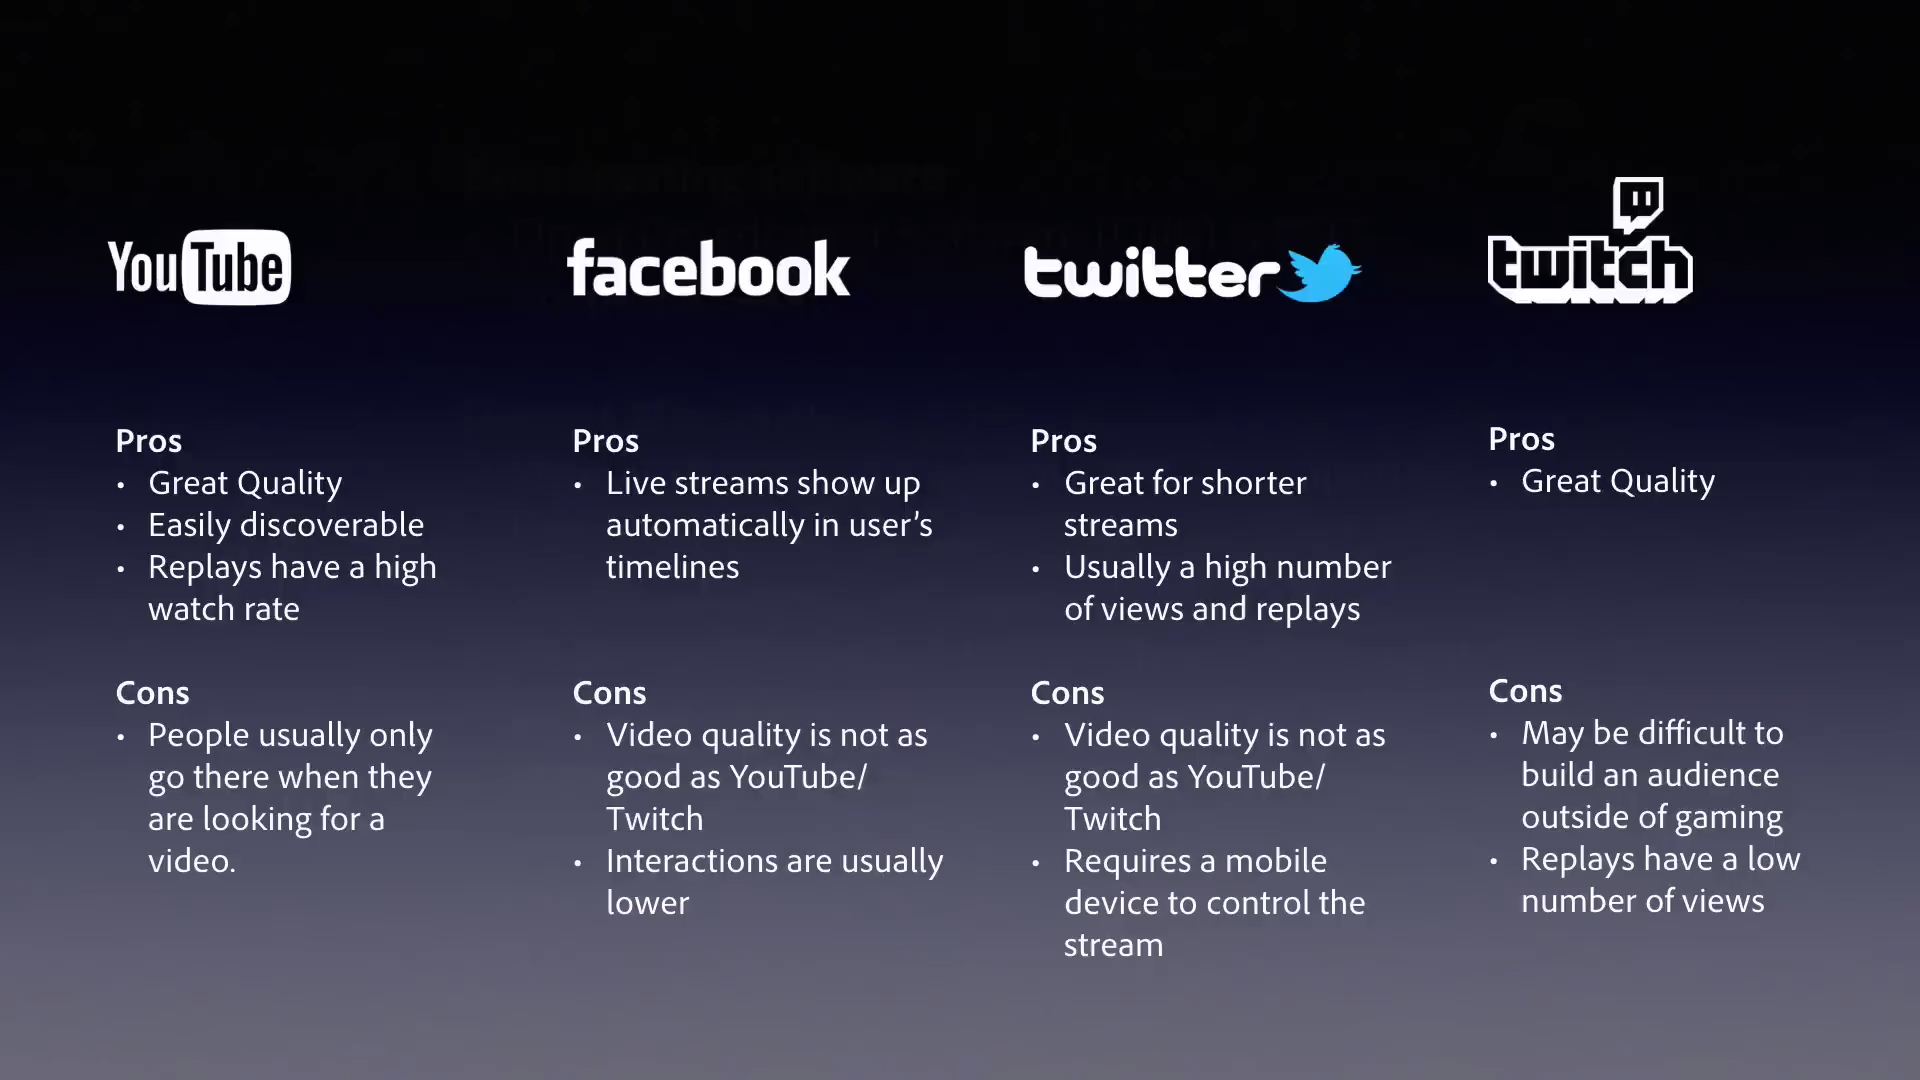 YouTube
facebook
twitter
twitch
Pros
• Great Quality
• Easily discoverable
• Replays have a high
watch rate
Cons
• People usually only
go there when they
are looking for a
video.
Pros
• Live streams show up
automatically in user’s
timelines
Cons
• Video quality is not as
good as YouTube/
Twitch
• Interactions are usually
lower
Pros
• Great for shorter
streams
• Usually a high number
of views and replays
Cons
• Video quality is not as
good as YouTube/
Twitch
• Requires a mobile
device to control the
stream
Pros
• Great Quality
Cons
• May be difficult to
build an audience
outside of gaming
• Replays have a low
number of views